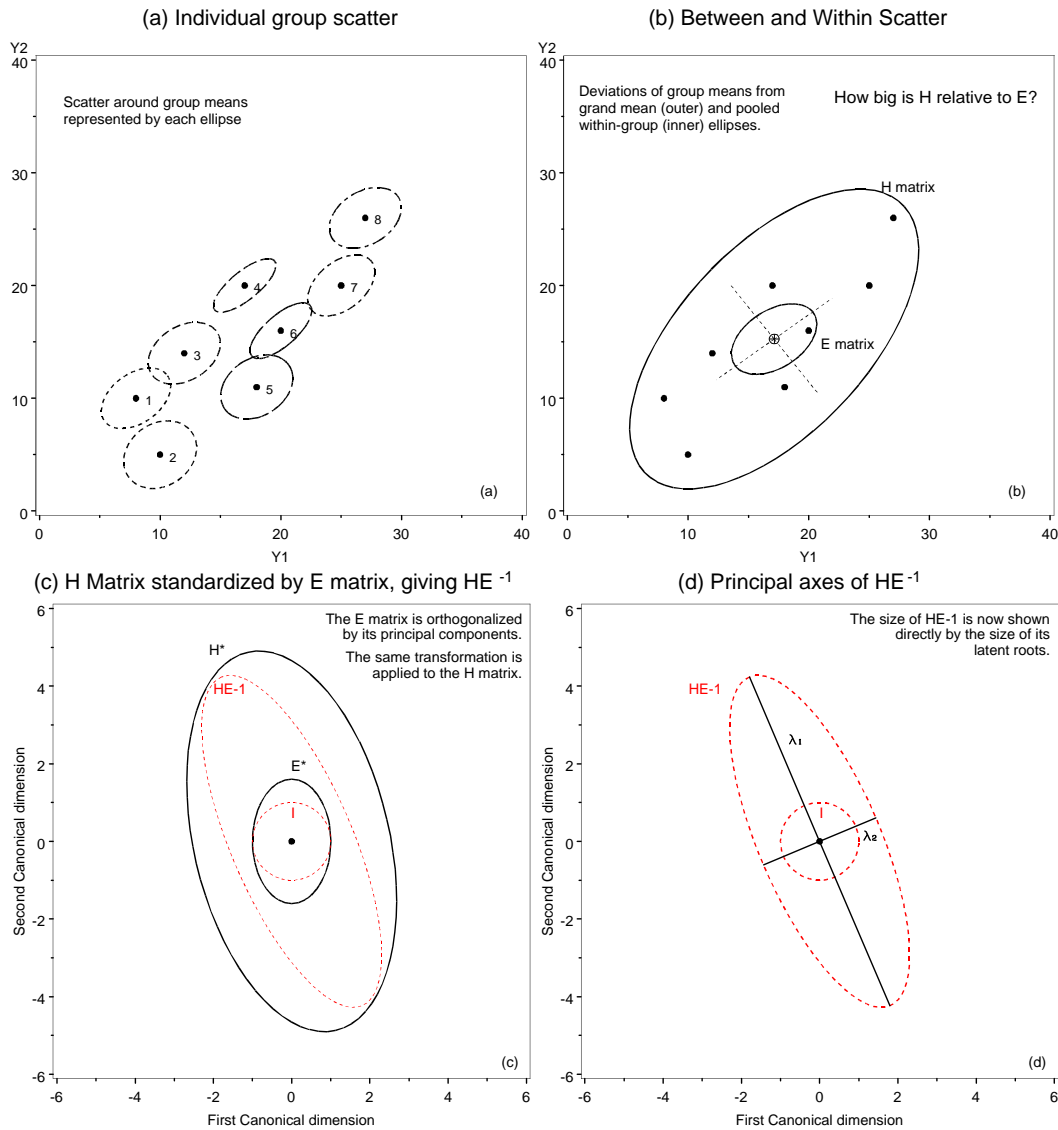 (a) Individual group scatter
Y2
40
30
20
10
0
Scatter around group means
represented by each ellipse
8
4
7
6
3
5
1
2
(a)
0 10 20 30 40
Y1
(b) Between and Within Scatter
Y2
40
30
20
10
0
Deviations of group means from
grand mean (outer) and pooled
within-group (inner) ellipses.
How big is H relative to E?
H matrix
E matrix
(b)
0 10 20 30 40
Y1
(c) H Matrix standardized by E matrix, giving HE -1
6
4
2
0
-2
-4
-6
Second Canonical dimension
The E matrix is orthogonalized
by its principal components.
The same transformation is
applied to the H matrix.
H*
HE-1
E*
I
(c)
-6 -4 -2 0 2 4 6
First Canonical dimension
(d) Principal axes of HE -1
6
4
2
0
-2
-4
-6
Second Canonical dimension
The size of HE-1 is now shown
directly by the size of its
latent roots.
HE-1
λ1
I
λ2
(d)
-6 -4 -2 0 2 4 6
First Canonical dimension